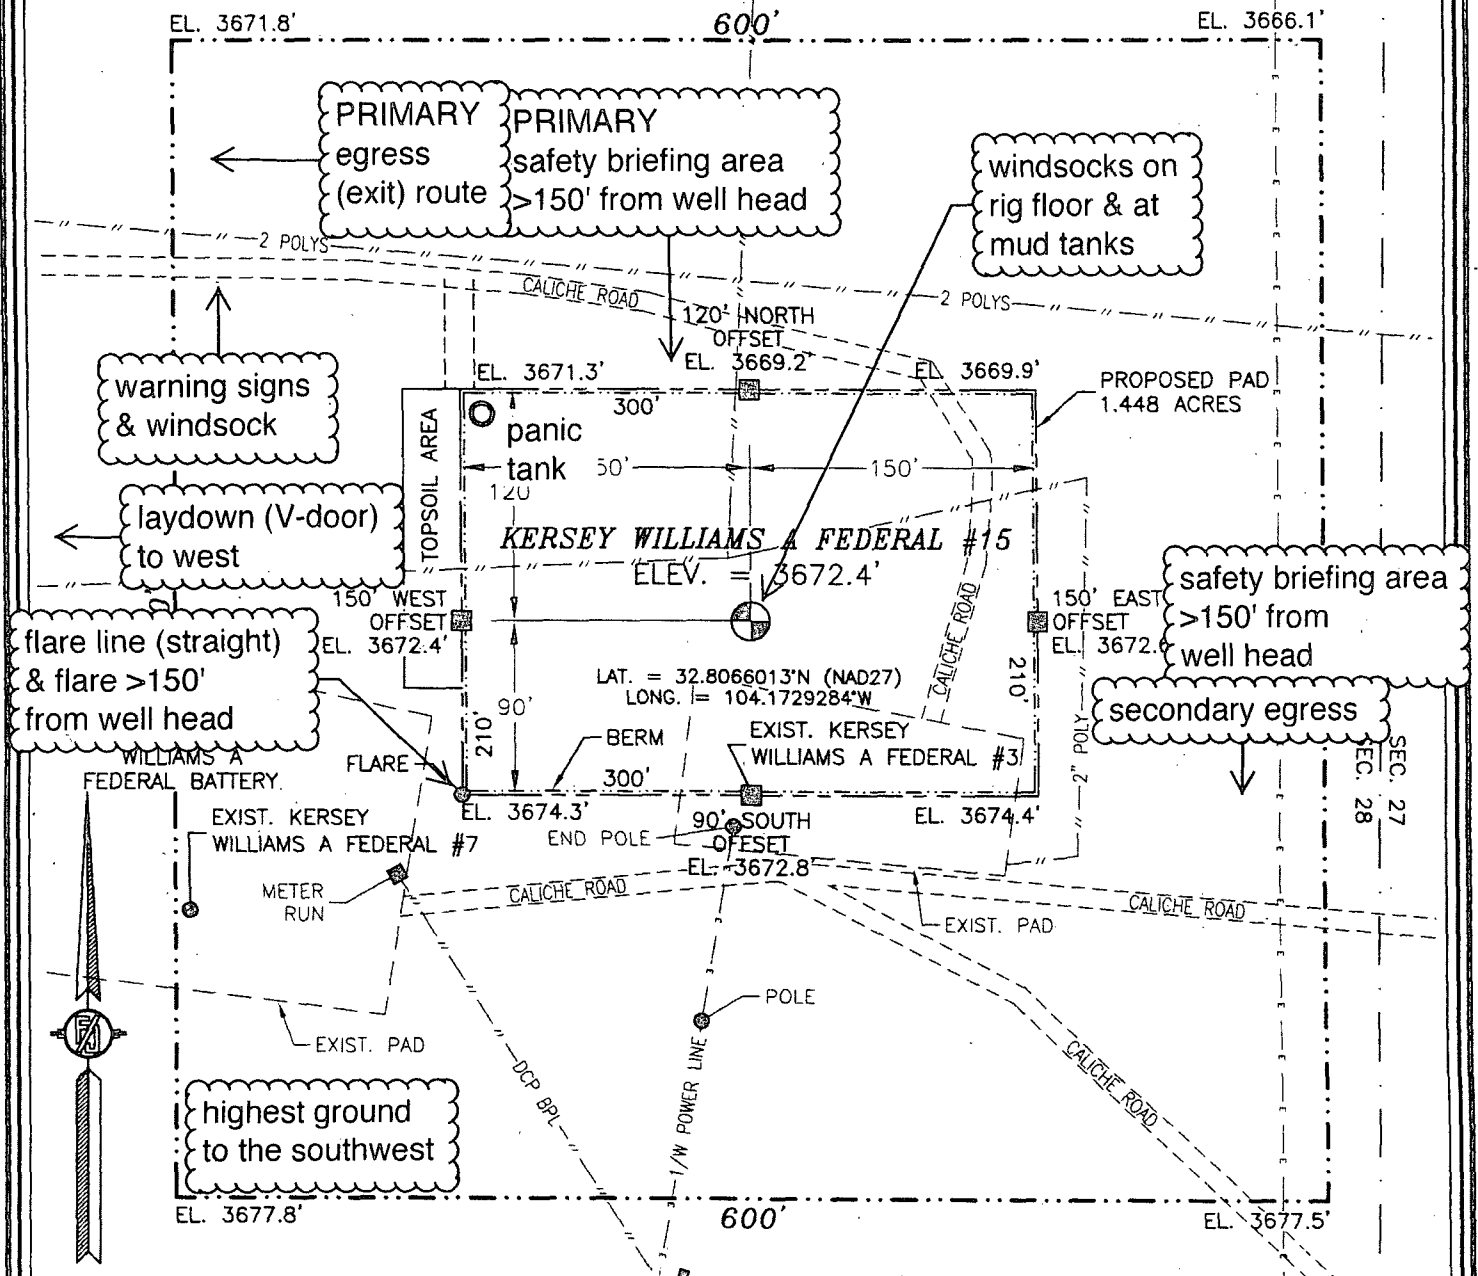 EL. 3671.8'
600'
EL. 3666.1'
PRIMARY
egress
(exit) route
PRIMARY
safety briefing area
>150' from well head
windsocks on
rig floor & at
mud tanks
2 POLYS
CALICHE ROAD
2 POLYS
120' NORTH
OFFSET
EL. 3669.2'
warning signs
& windsock
EL. 3671.3'
300'
EL. 3669.9'
PROPOSED PAD
1.448 ACRES
TOPSOIL AREA
panic
tank
50'
150'
120
laydown (V-door)
to west
KERSEY WILLIAMS A FEDERAL #15
ELEV. = 3672.4'
150' WEST
OFFSET
EL. 3672.4'
150' EAST
OFFSET
EL. 3672.
safety briefing area
>150' from
well head
flare line (straight)
& flare >150'
from well head
LAT. = 32.8066013°N (NAD27)
LONG. = 104.1729284°W
CALICHE ROAD
210'
90'
210'
secondary egress
EXIST. KERSEY
WILLIAMS A FEDERAL #3
BERM
2" POLY
SEC. 28
SEC. 27
WILLIAMS A
FEDERAL BATTERY
FLARE
300'
EL. 3674.3'
90' SOUTH
OFFSET
EL. 3672.8'
EL. 3674.4'
EXIST. KERSEY
WILLIAMS A FEDERAL #7
END POLE
METER
RUN
CALICHE ROAD
EXIST. PAD
CALICHE ROAD
POLE
EXIST. PAD
DCP BPL
1/W POWER LINE
CALICHE ROAD
highest ground
to the southwest
EL. 3677.8'
600'
EL. 3677.5'